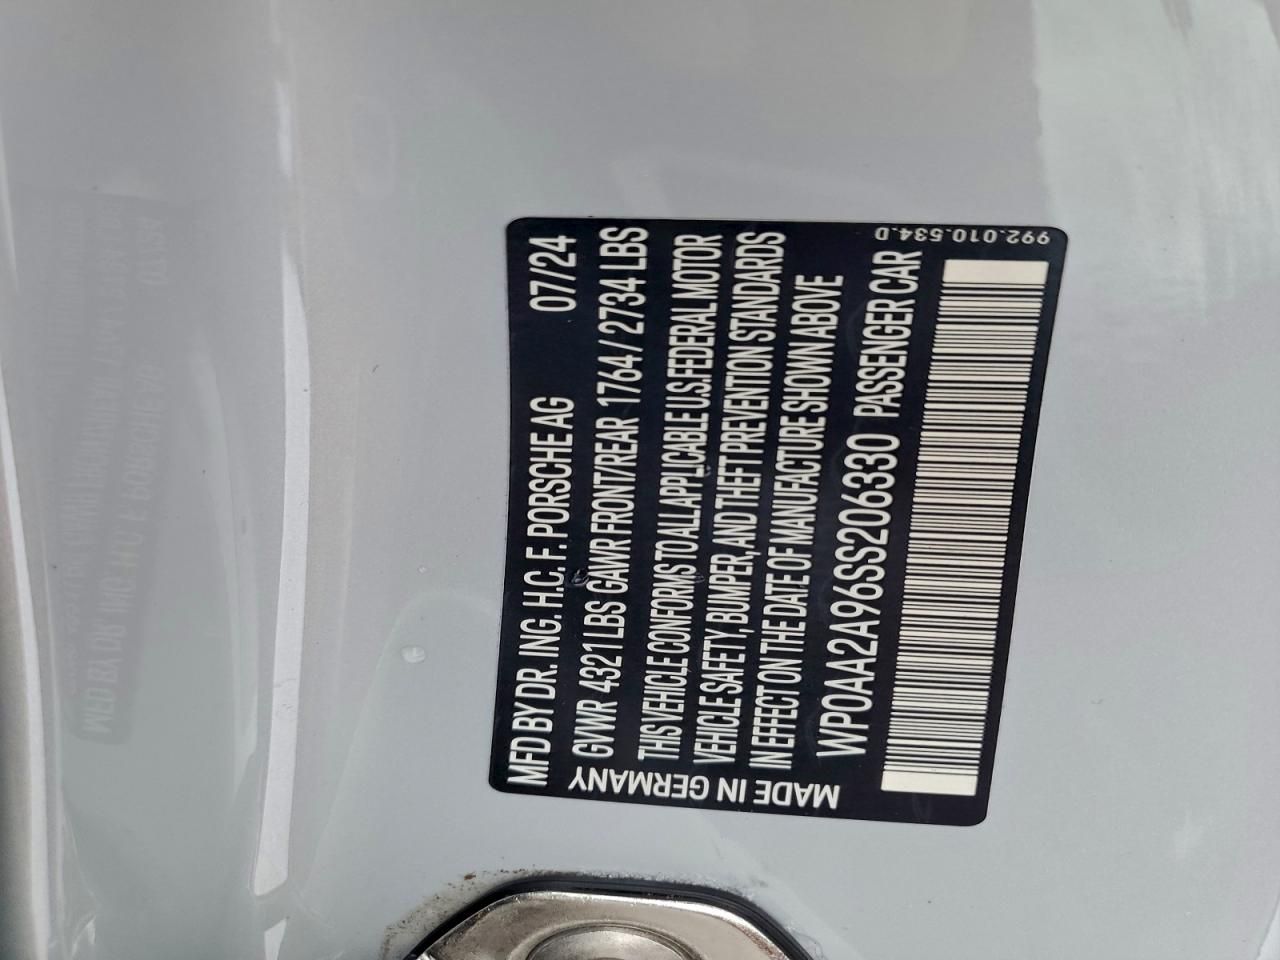 MFD BY DR. ING. H.C. F. PORSCHE AG 07/24
GVWR 4321 LBS GAWR FRONT/REAR 1764 / 2734 LBS
THIS VEHICLE CONFORMS TO ALL APPLICABLE U.S. FEDERAL MOTOR
VEHICLE SAFETY, BUMPER, AND THEFT PREVENTION STANDARDS
IN EFFECT ON THE DATE OF MANUFACTURE SHOWN ABOVE
WP0AA2A96SS206330 PASSENGER CAR
MADE IN GERMANY
992.010.534.D